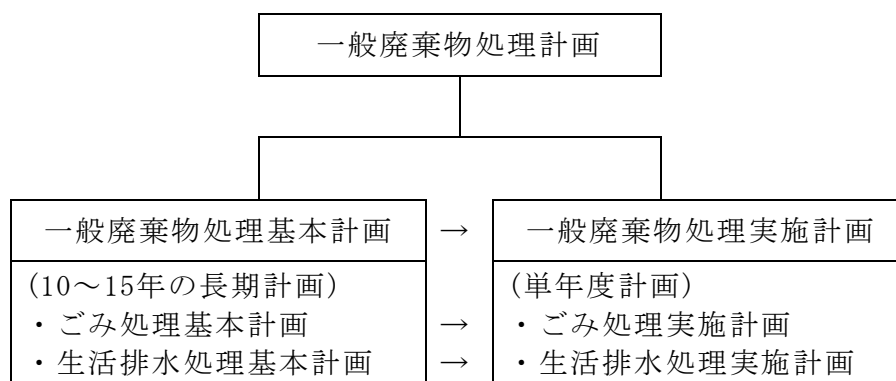 一般廃棄物処理計画
一般廃棄物処理基本計画 → 一般廃棄物処理実施計画
(10～15年の長期計画) (単年度計画)
・ごみ処理基本計画 → ・ごみ処理実施計画
・生活排水処理基本計画 → ・生活排水処理実施計画